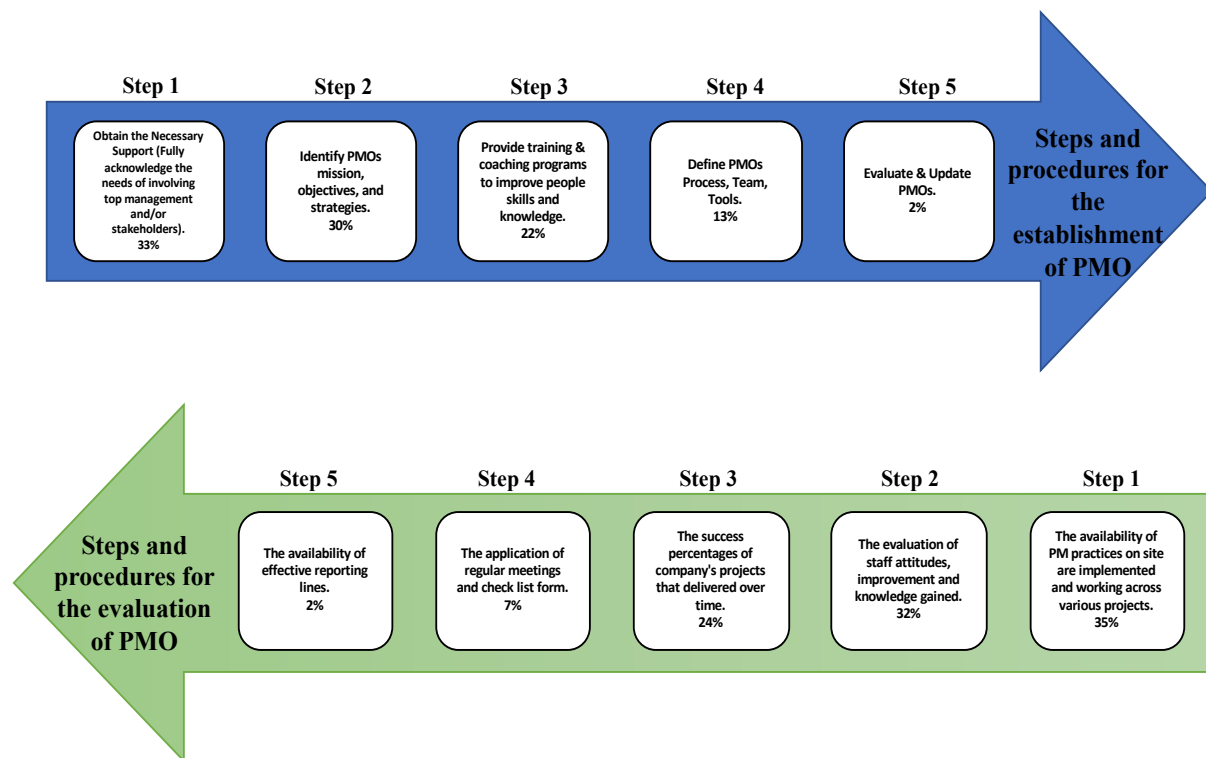 Step 1
Step 2
Step 3
Step 4
Step 5
Obtain the Necessary
Support (Fully
acknowledge the
needs of involving
top management
and/or
stakeholders).
33%
Identify PMOs
mission,
objectives, and
strategies.
30%
Provide training &
coaching programs
to improve people
skills and
knowledge.
22%
Define PMOs
Process, Team,
Tools.
13%
Evaluate & Update
PMOs.
2%
Steps and
procedures for
the
establishment
of PMO
Step 5
Step 4
Step 3
Step 2
Step 1
Steps and
procedures for
the evaluation
of PMO
The availability of
effective reporting
lines.
2%
The application of
regular meetings
and check list form.
7%
The success
percentages of
company's projects
that delivered over
time.
24%
The evaluation of
staff attitudes,
improvement and
knowledge gained.
32%
The availability of
PM practices on site
are implemented
and working across
various projects.
35%